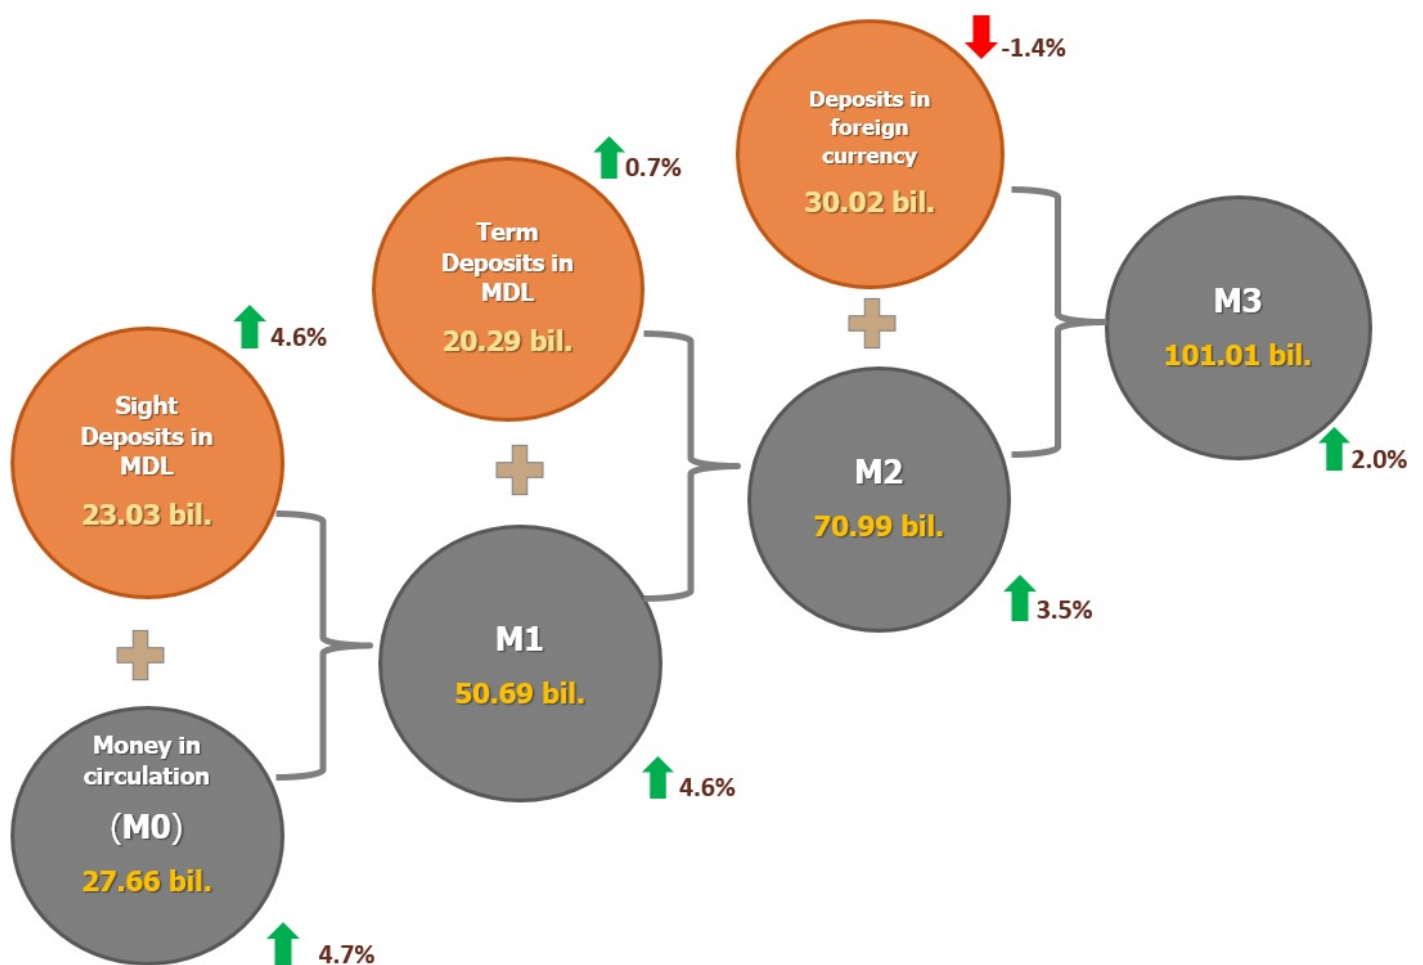 Sight
Deposits in
MDL
23.03 bil.
4.6%
Money in
circulation
(M0)
27.66 bil.
4.7%
Term
Deposits in
MDL
20.29 bil.
0.7%
M1
50.69 bil.
4.6%
Deposits in
foreign
currency
30.02 bil.
-1.4%
M2
70.99 bil.
3.5%
M3
101.01 bil.
2.0%